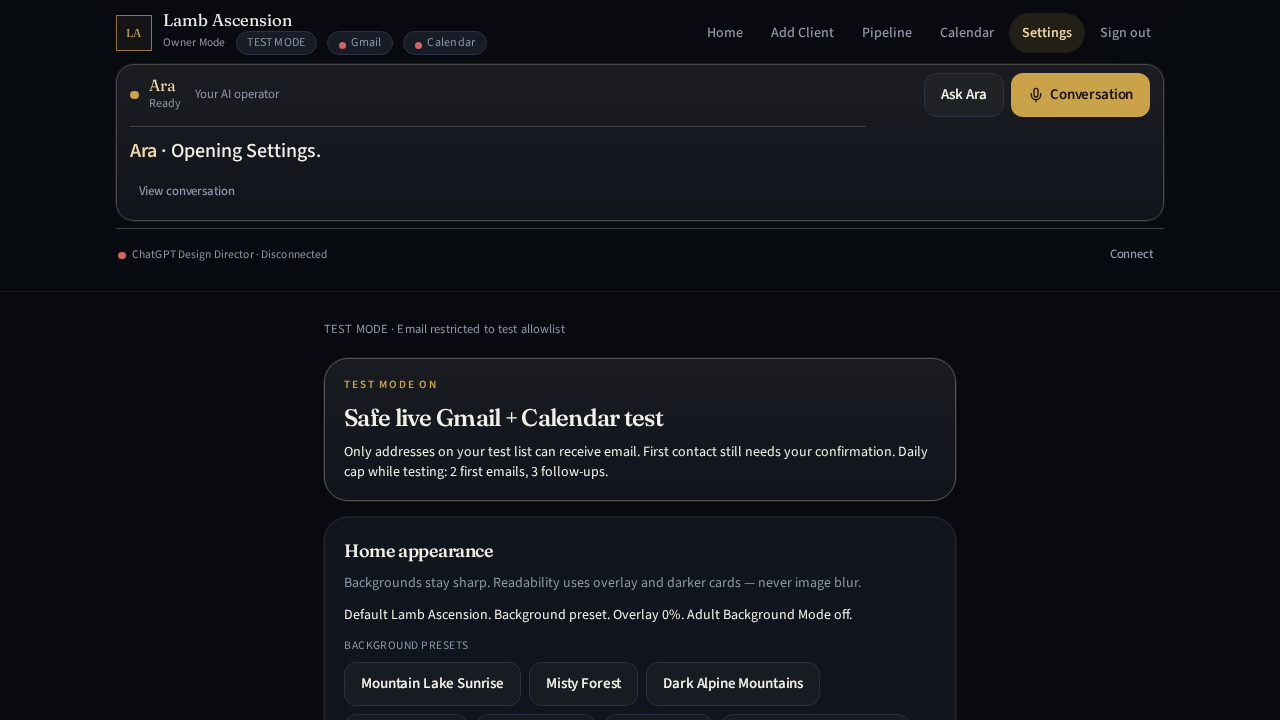 LA
Lamb Ascension
Owner Mode
TEST MODE
Gmail
Calendar
Home
Add Client
Pipeline
Calendar
Settings
Sign out
Ara
Ready
Your AI operator
Ask Ara
Conversation
Ara · Opening Settings.
View conversation
ChatGPT Design Director · Disconnected
Connect
TEST MODE · Email restricted to test allowlist
TEST MODE ON
Safe live Gmail + Calendar test
Only addresses on your test list can receive email. First contact still needs your confirmation. Daily
cap while testing: 2 first emails, 3 follow-ups.
Home appearance
Backgrounds stay sharp. Readability uses overlay and darker cards — never image blur.
Default Lamb Ascension. Background preset. Overlay 0%. Adult Background Mode off.
BACKGROUND PRESETS
Mountain Lake Sunrise
Misty Forest
Dark Alpine Mountains